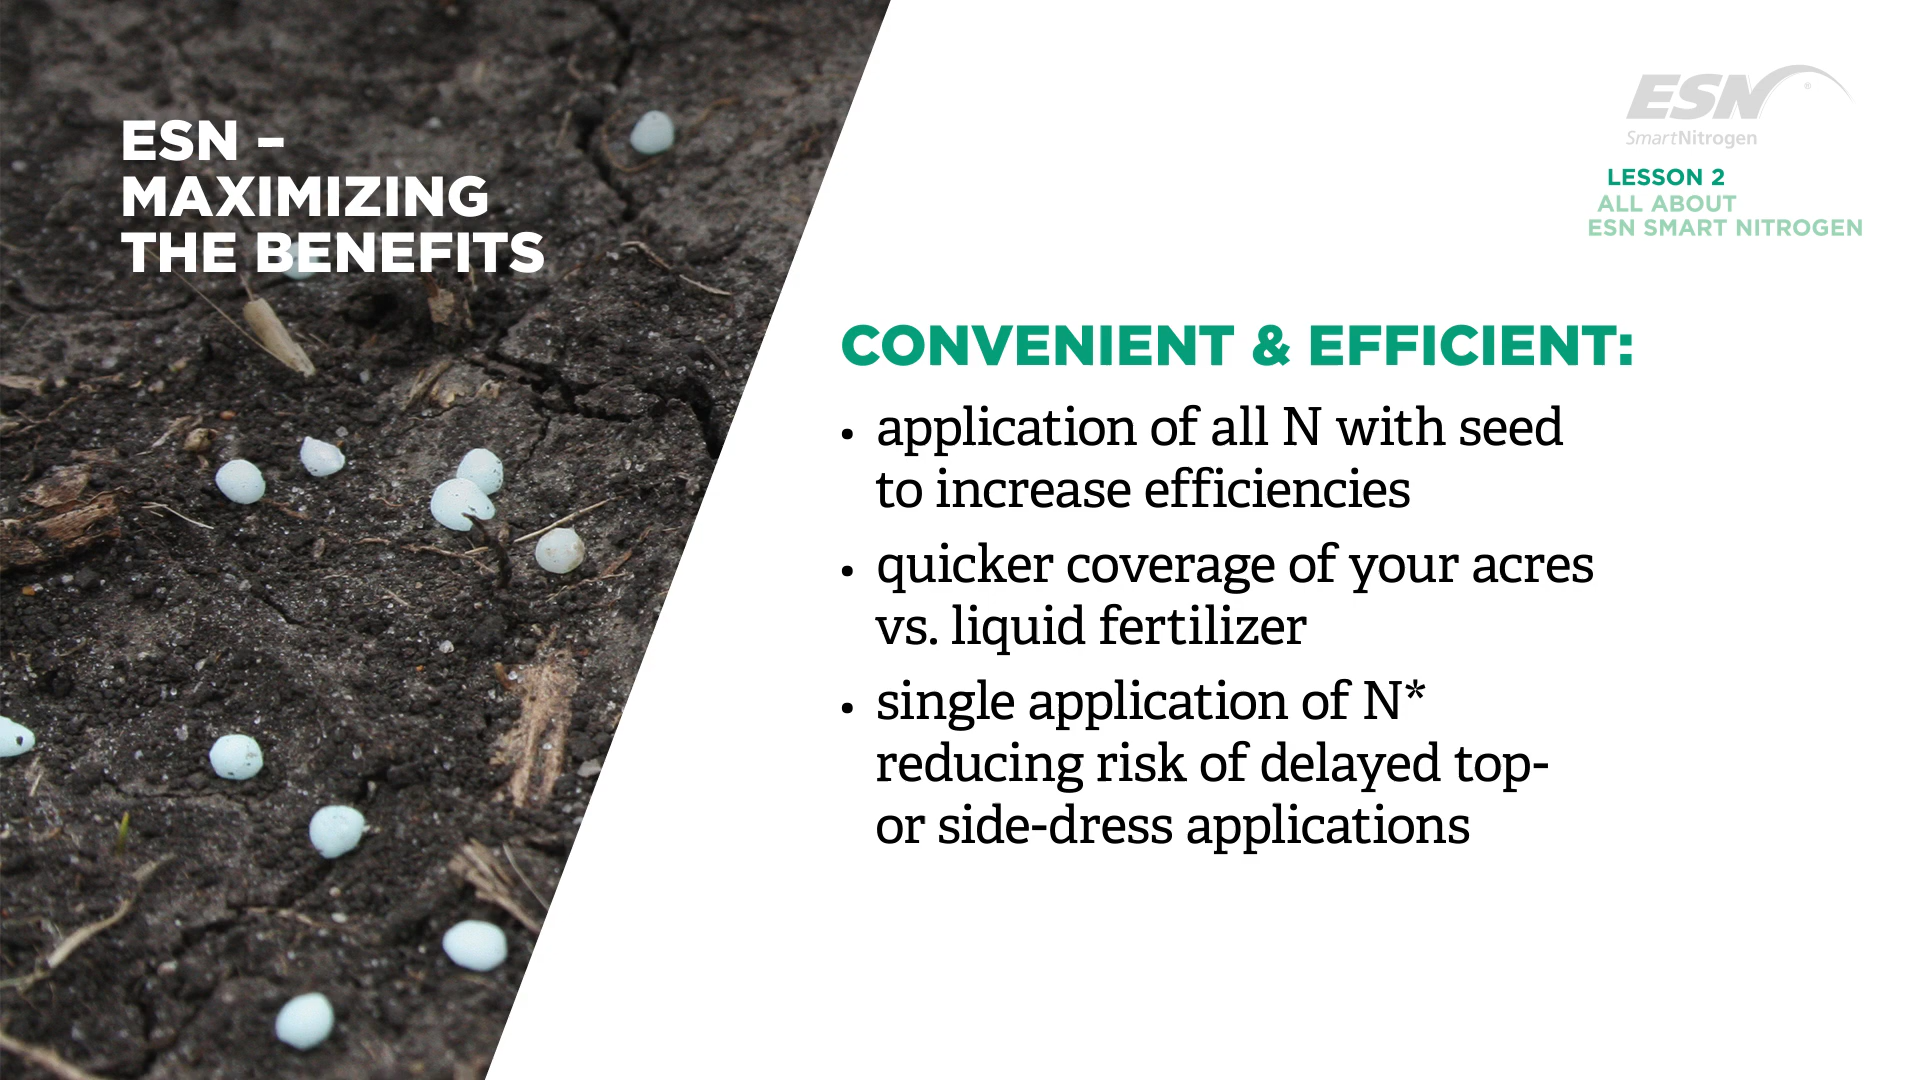 ESN –
MAXIMIZING
THE BENEFITS
ESN®
SmartNitrogen
LESSON 2
ALL ABOUT
ESN SMART NITROGEN
CONVENIENT & EFFICIENT:
• application of all N with seed
to increase efficiencies
• quicker coverage of your acres
vs. liquid fertilizer
• single application of N*
reducing risk of delayed top-
or side-dress applications